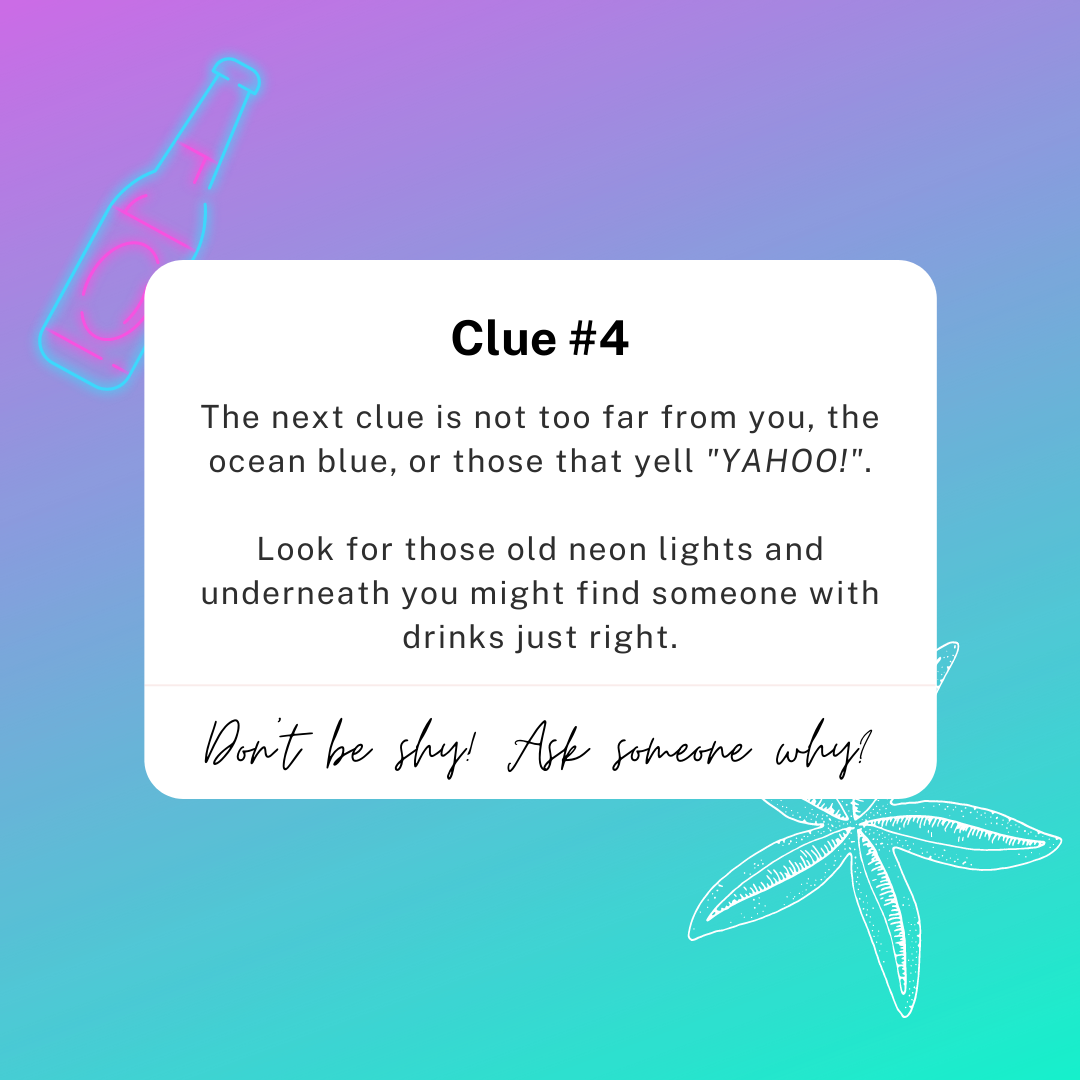 Clue #4
The next clue is not too far from you, the
ocean blue, or those that yell "YAHOO!".
Look for those old neon lights and
underneath you might find someone with
drinks just right.
Don't be shy! Ask someone why?